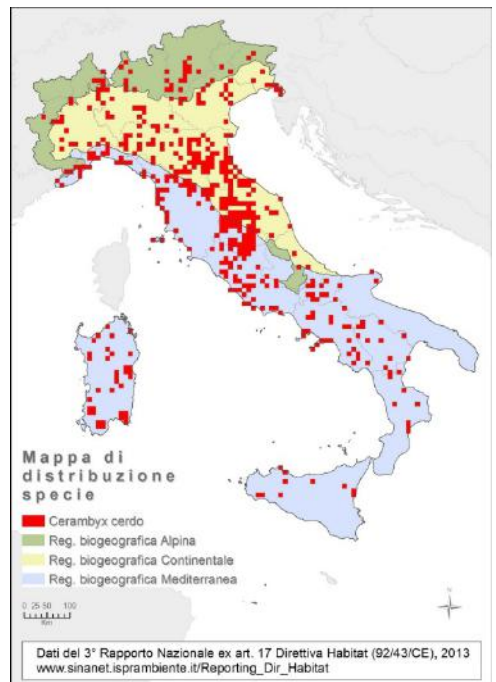 Mappa di
distribuzione
specie
Cerambyx cerdo
Reg. biogeografica Alpina
Reg. biogeografica Continentale
Reg. biogeografica Mediterranea
0 25 50 100
Km
N
Dati del 3° Rapporto Nazionale ex art. 17 Direttiva Habitat (92/43/CE), 2013
www.sinanet.isprambiente.it/Reporting_Dir_Habitat